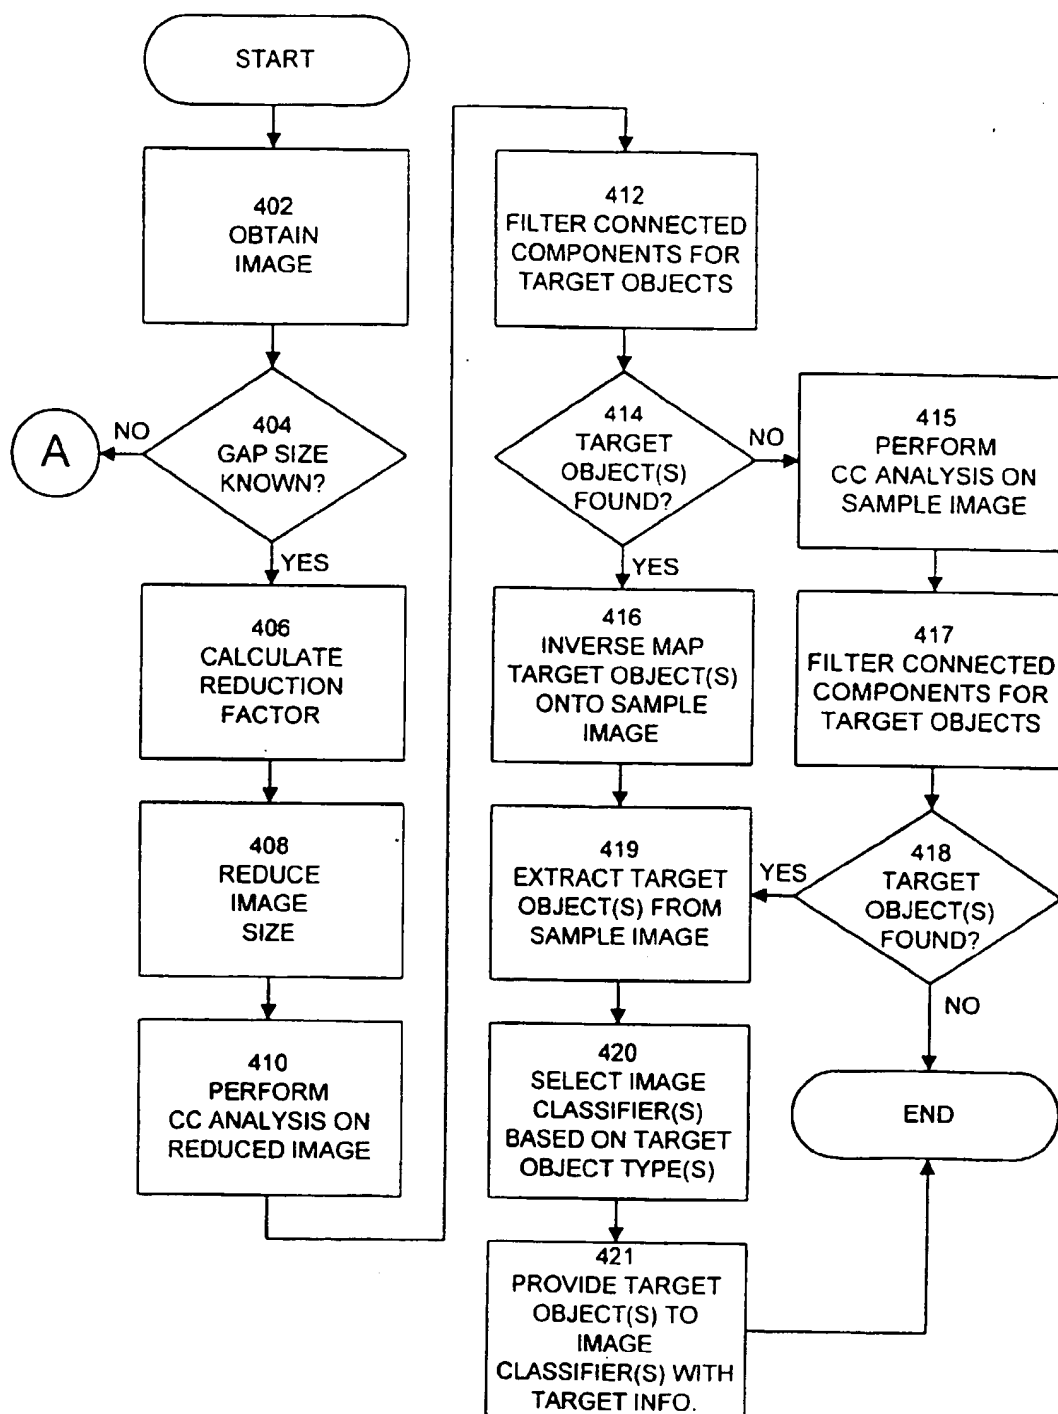 START
402
OBTAIN
IMAGE
404
GAP SIZE
KNOWN?
NO
A
YES
406
CALCULATE
REDUCTION
FACTOR
408
REDUCE
IMAGE
SIZE
410
PERFORM
CC ANALYSIS ON
REDUCED IMAGE
412
FILTER CONNECTED
COMPONENTS FOR
TARGET OBJECTS
414
TARGET
OBJECT(S)
FOUND?
NO
YES
415
PERFORM
CC ANALYSIS ON
SAMPLE IMAGE
416
INVERSE MAP
TARGET OBJECT(S)
ONTO SAMPLE
IMAGE
417
FILTER CONNECTED
COMPONENTS FOR
TARGET OBJECTS
418
TARGET
OBJECT(S)
FOUND?
YES
NO
419
EXTRACT TARGET
OBJECT(S) FROM
SAMPLE IMAGE
420
SELECT IMAGE
CLASSIFIER(S)
BASED ON TARGET
OBJECT TYPE(S)
421
PROVIDE TARGET
OBJECT(S) TO
IMAGE
CLASSIFIER(S) WITH
TARGET INFO.
END